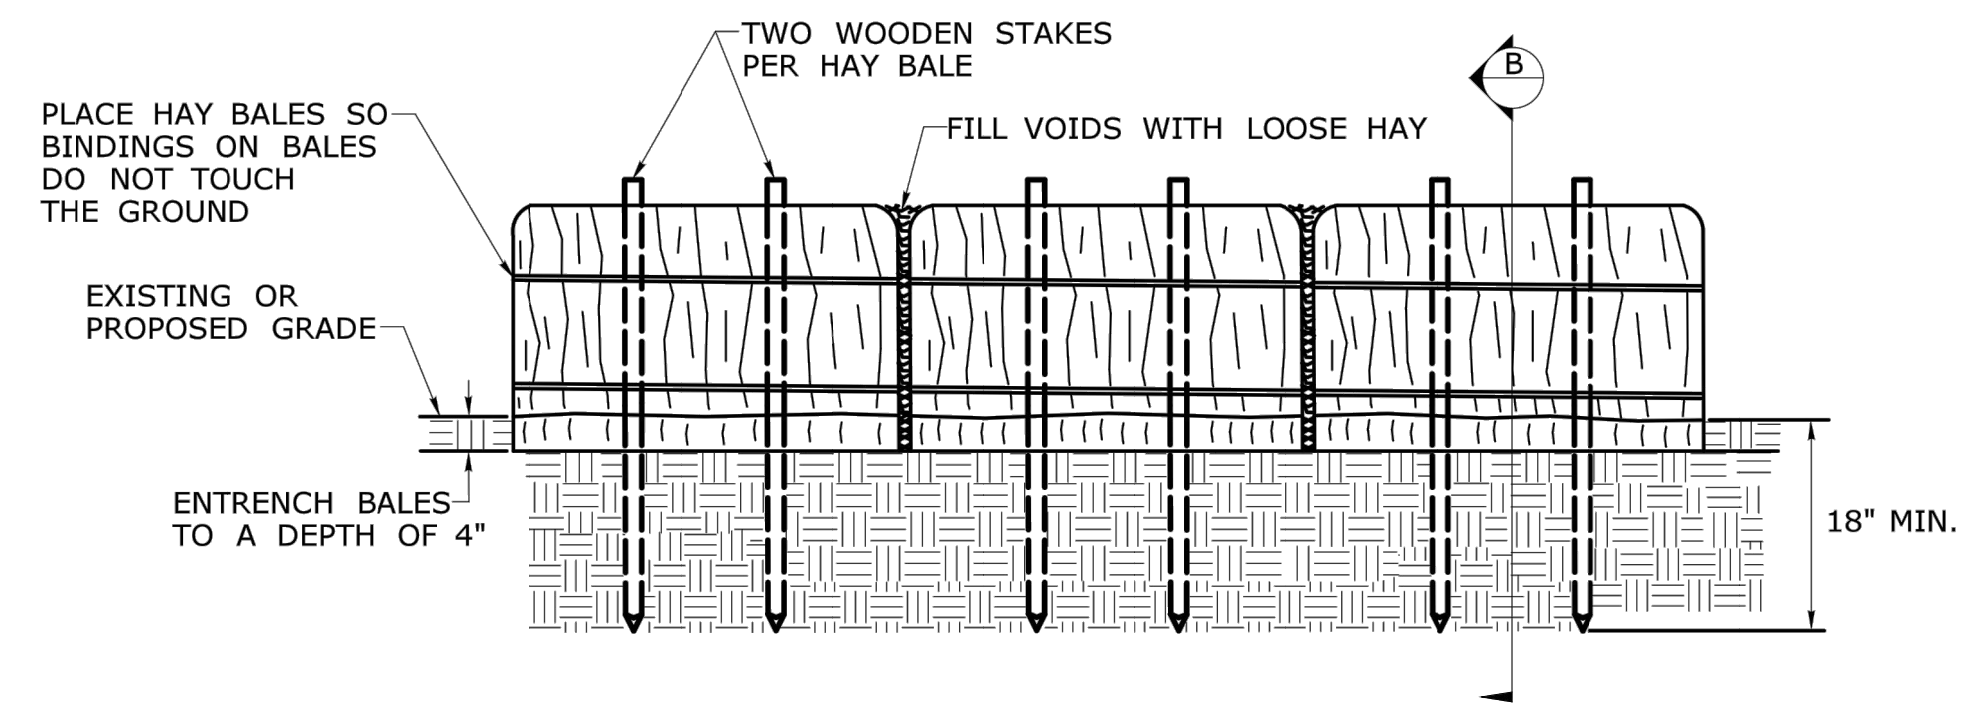 TWO WOODEN STAKES
PER HAY BALE
B
PLACE HAY BALES SO
BINDINGS ON BALES
DO NOT TOUCH
THE GROUND
FILL VOIDS WITH LOOSE HAY
EXISTING OR
PROPOSED GRADE
ENTRENCH BALES
TO A DEPTH OF 4"
18" MIN.